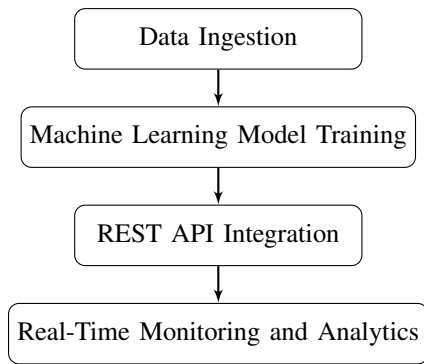 Data Ingestion
Machine Learning Model Training
REST API Integration
Real-Time Monitoring and Analytics